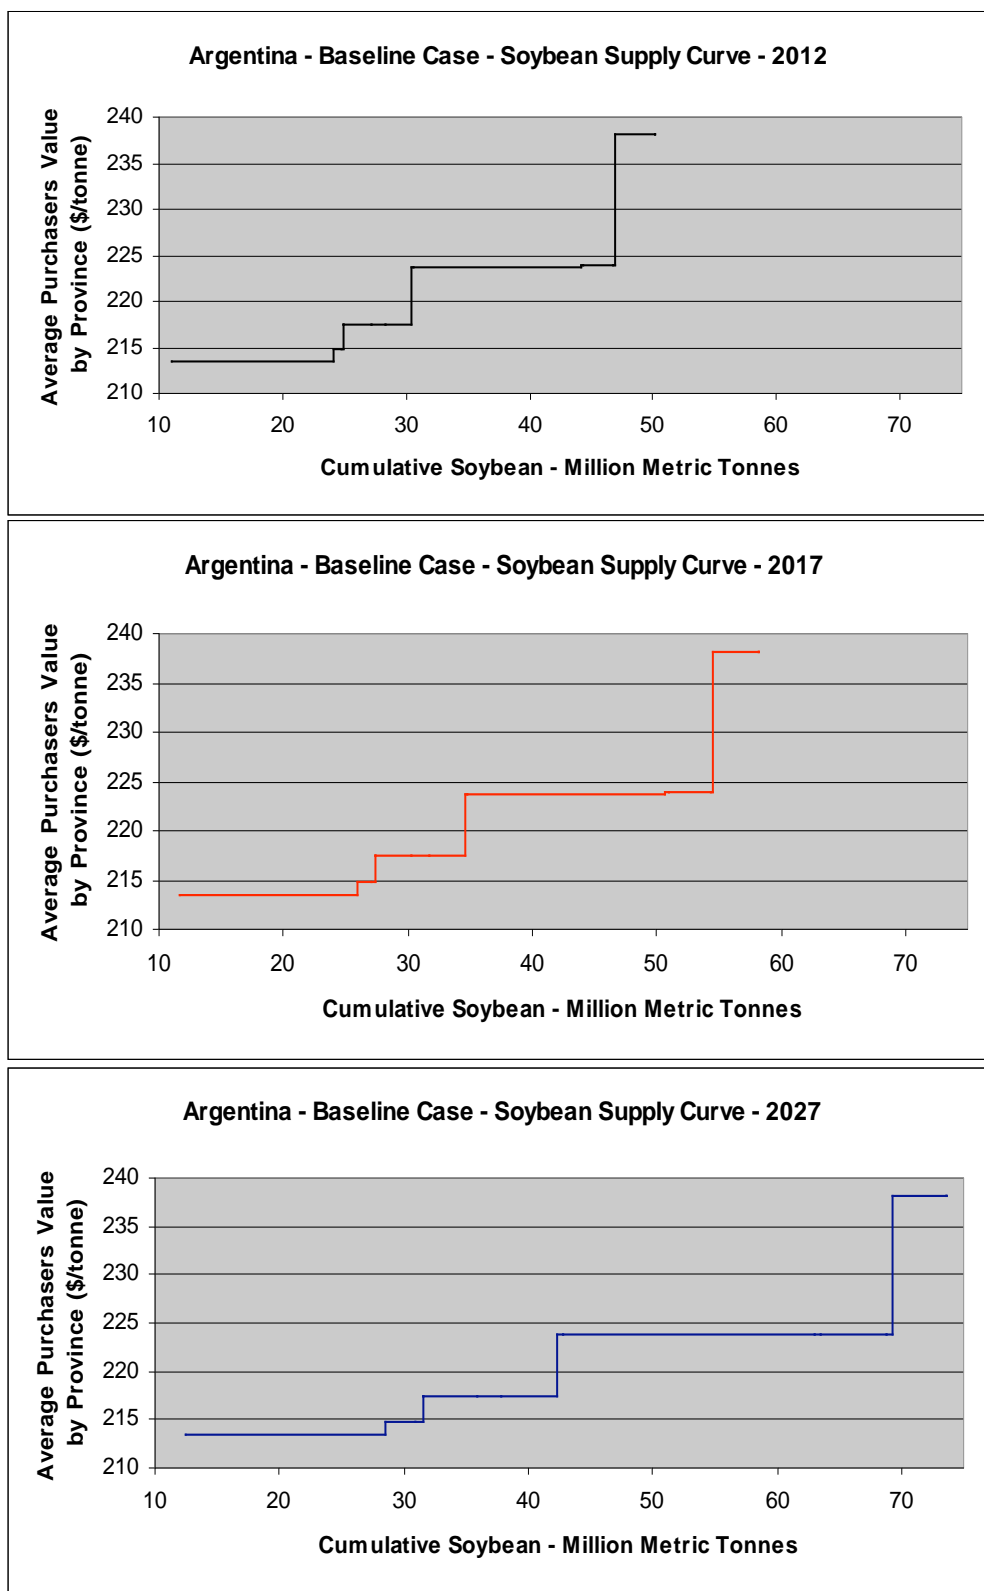 Argentina - Baseline Case - Soybean Supply Curve - 2012
Average Purchasers Value
by Province ($/tonne)
240
235
230
225
220
215
210
10 20 30 40 50 60 70
Cumulative Soybean - Million Metric Tonnes
Argentina - Baseline Case - Soybean Supply Curve - 2017
Average Purchasers Value
by Province ($/tonne)
240
235
230
225
220
215
210
10 20 30 40 50 60 70
Cumulative Soybean - Million Metric Tonnes
Argentina - Baseline Case - Soybean Supply Curve - 2027
Average Purchasers Value
by Province ($/tonne)
240
235
230
225
220
215
210
10 20 30 40 50 60 70
Cumulative Soybean - Million Metric Tonnes